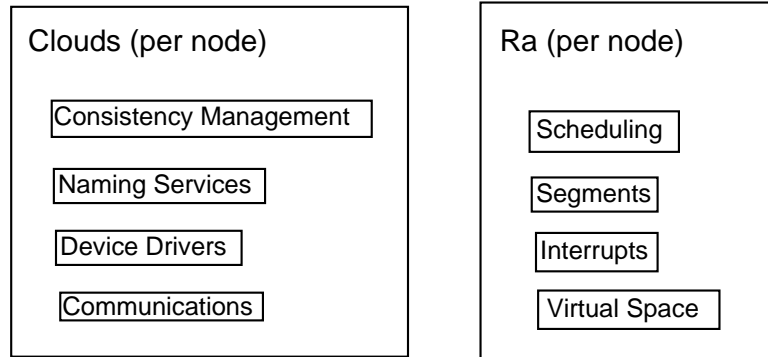 Clouds (per node)
Consistency Management
Naming Services
Device Drivers
Communications
Ra (per node)
Scheduling
Segments
Interrupts
Virtual Space